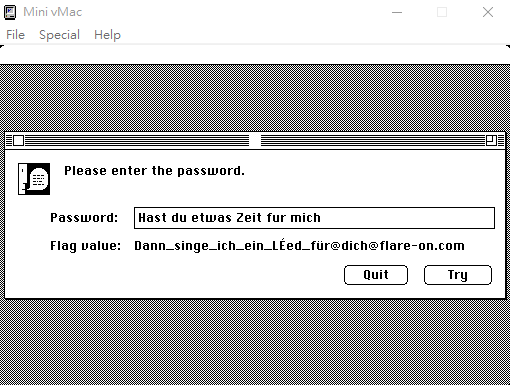 Mini vMac
File Special Help
Please enter the password.
Password: Hast du etwas Zeit fur mich
Flag value: Dann_singe_ich_ein_LÉed_für@dich@flare-on.com
Quit Try